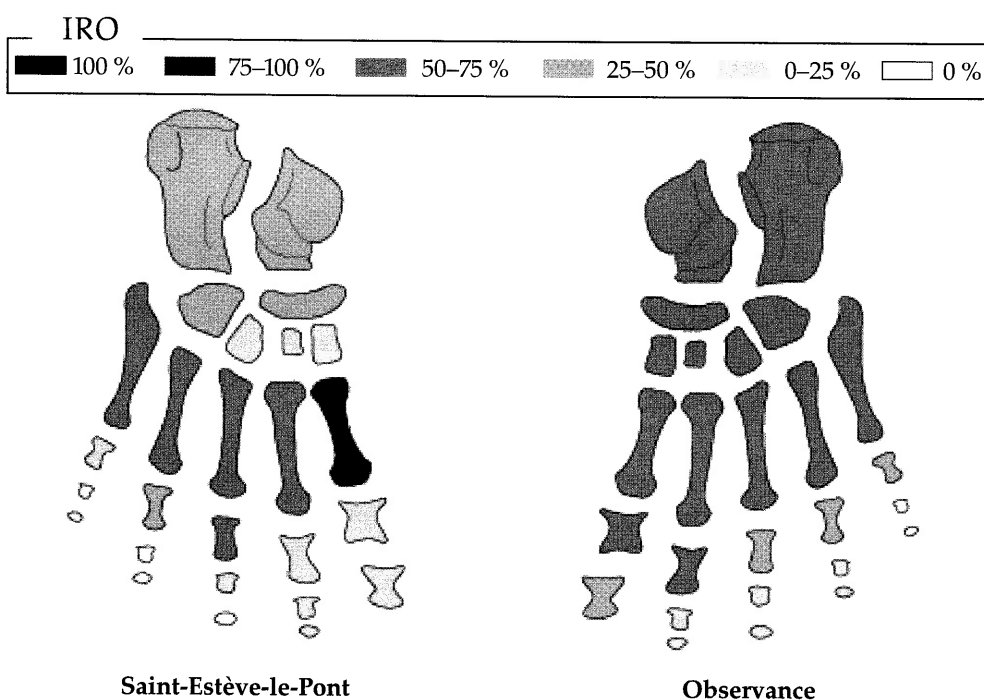 IRO
100 % 75–100 % 50–75 % 25–50 % 0–25 % 0 %
Saint-Estève-le-Pont Observance